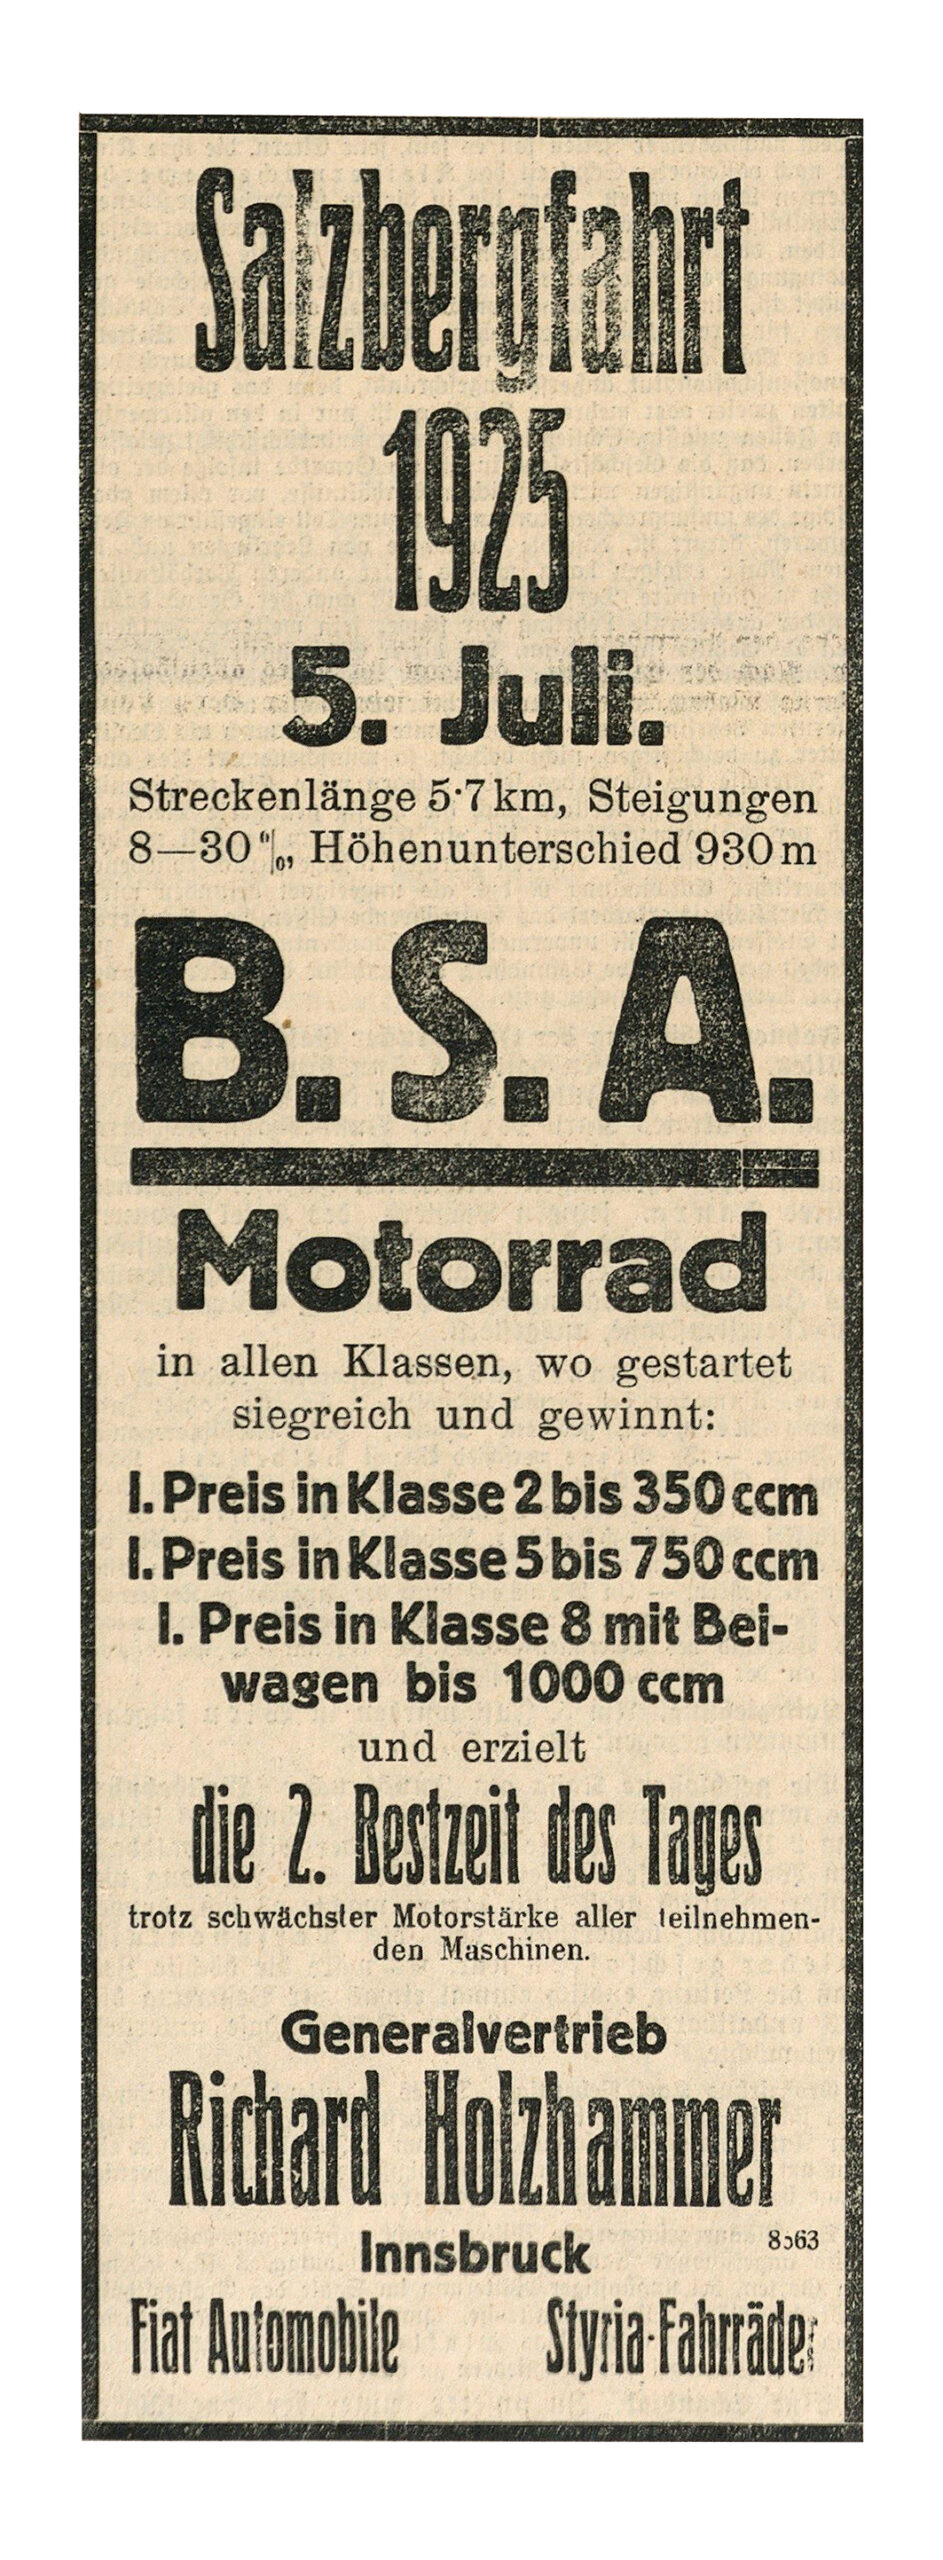 Salzbergfahrt
1925
5. Juli.
Streckenlänge 5·7 km, Steigungen
8—30 %, Höhenunterschied 930 m
B. S. A.
Motorrad
in allen Klassen, wo gestartet
siegreich und gewinnt:
I. Preis in Klasse 2 bis 350 ccm
I. Preis in Klasse 5 bis 750 ccm
I. Preis in Klasse 8 mit Bei-
wagen bis 1000 ccm
und erzielt
die 2. Bestzeit des Tages
trotz schwächster Motorstärke aller teilnehmen-
den Maschinen.
Generalvertrieb
Richard Holzhammer
Innsbruck
Fiat Automobile Styria-Fahrräder